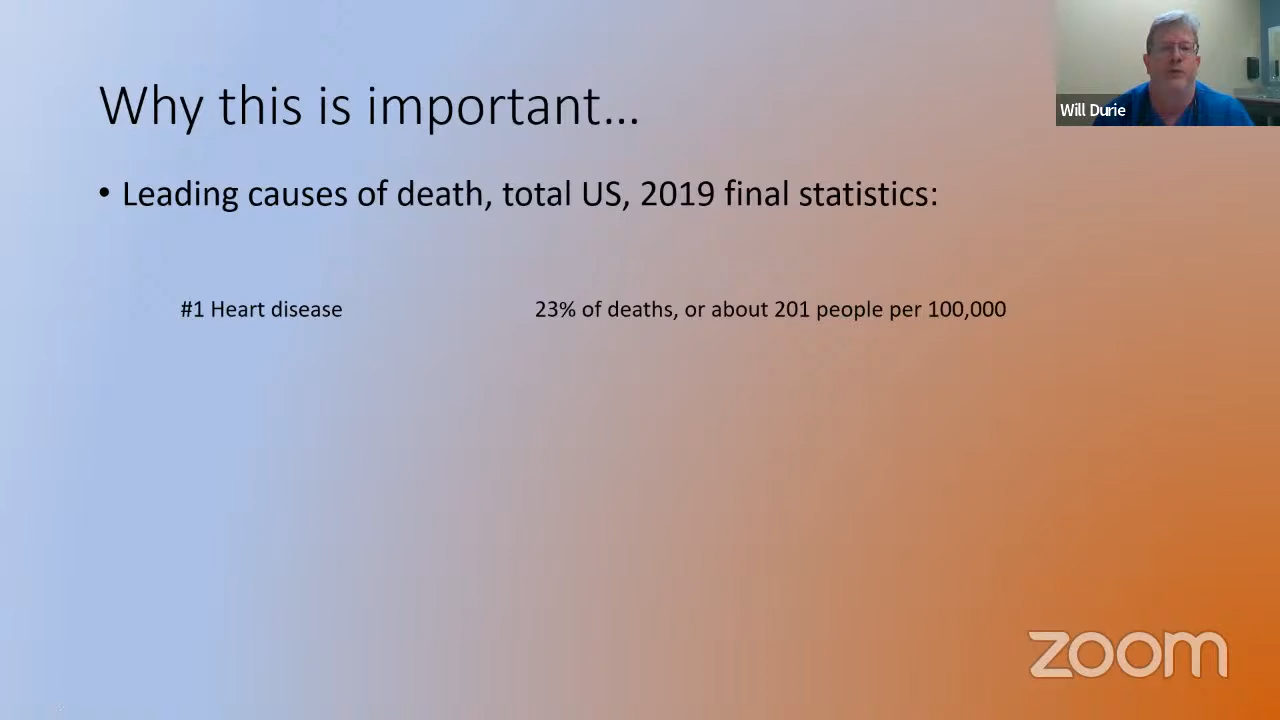 Why this is important...
• Leading causes of death, total US, 2019 final statistics:
#1 Heart disease 23% of deaths, or about 201 people per 100,000
Will Durie
zoom